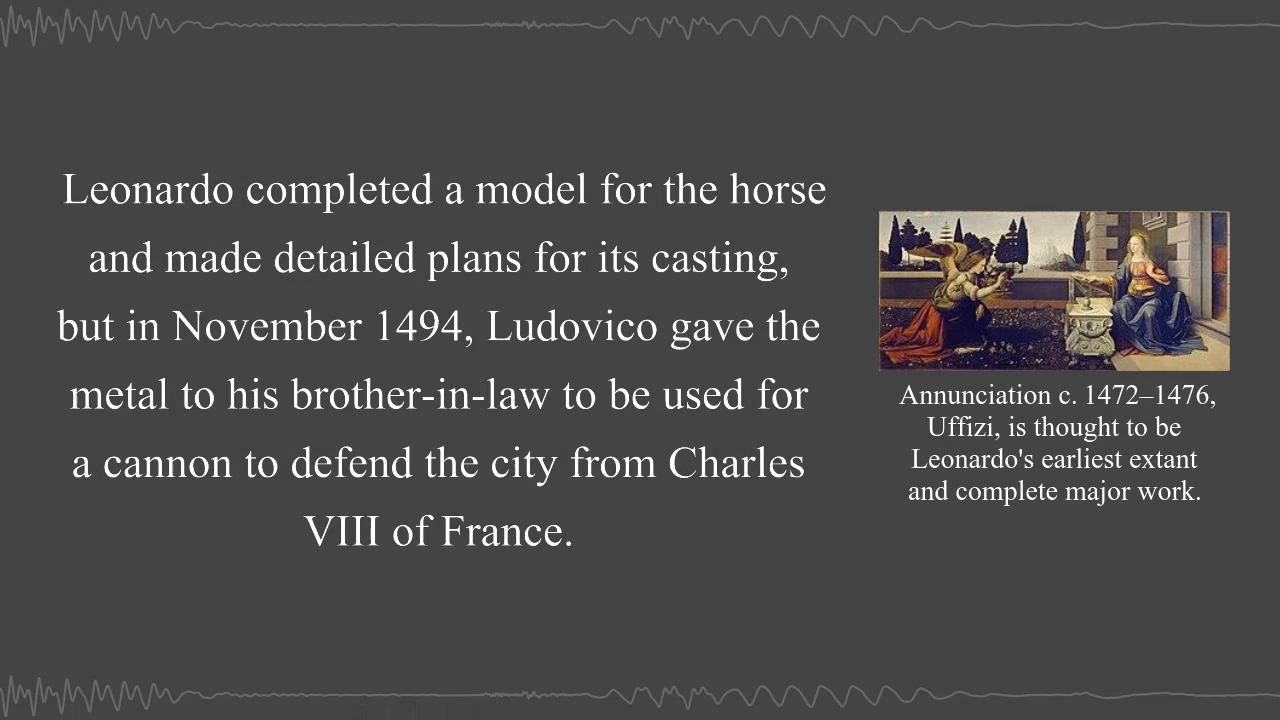 Leonardo completed a model for the horse
and made detailed plans for its casting,
but in November 1494, Ludovico gave the
metal to his brother-in-law to be used for
a cannon to defend the city from Charles
VIII of France.
Annunciation c. 1472–1476,
Uffizi, is thought to be
Leonardo's earliest extant
and complete major work.